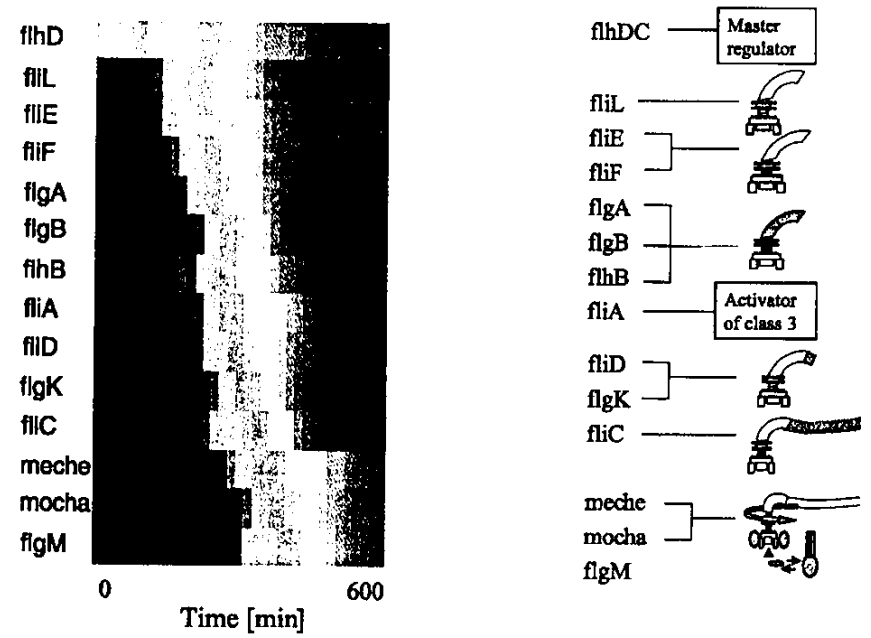 flhD
fliL
fliE
fliF
flgA
flgB
flhB
fliA
fliD
flgK
fliC
meche
mocha
flgM
0 600
Time [min]
flhDC
Master
regulator
fliL
fliE
fliF
flgA
flgB
flhB
fliA
Activator
of class 3
fliD
flgK
fliC
meche
mocha
flgM